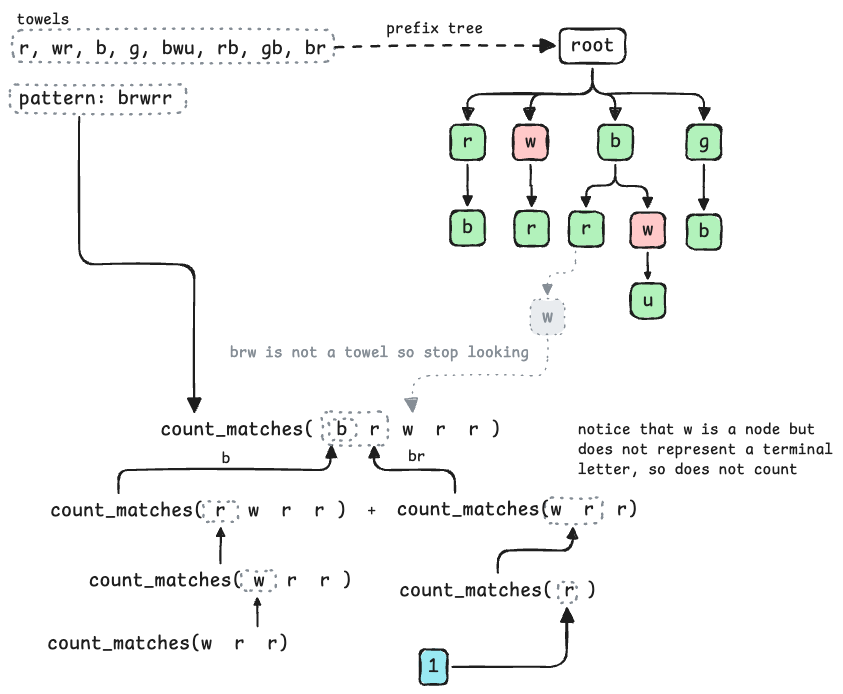 towels
r, wr, b, g, bwu, rb, gb, br
prefix tree
root
pattern: brwrr
r w b g
b r r w b
u
w
brw is not a towel so stop looking
count_matches( b r w r r )
notice that w is a node but
does not represent a terminal
letter, so does not count
b
br
count_matches( r w r r ) + count_matches(w r r)
count_matches( w r r )
count_matches( r )
count_matches(w r r)
1